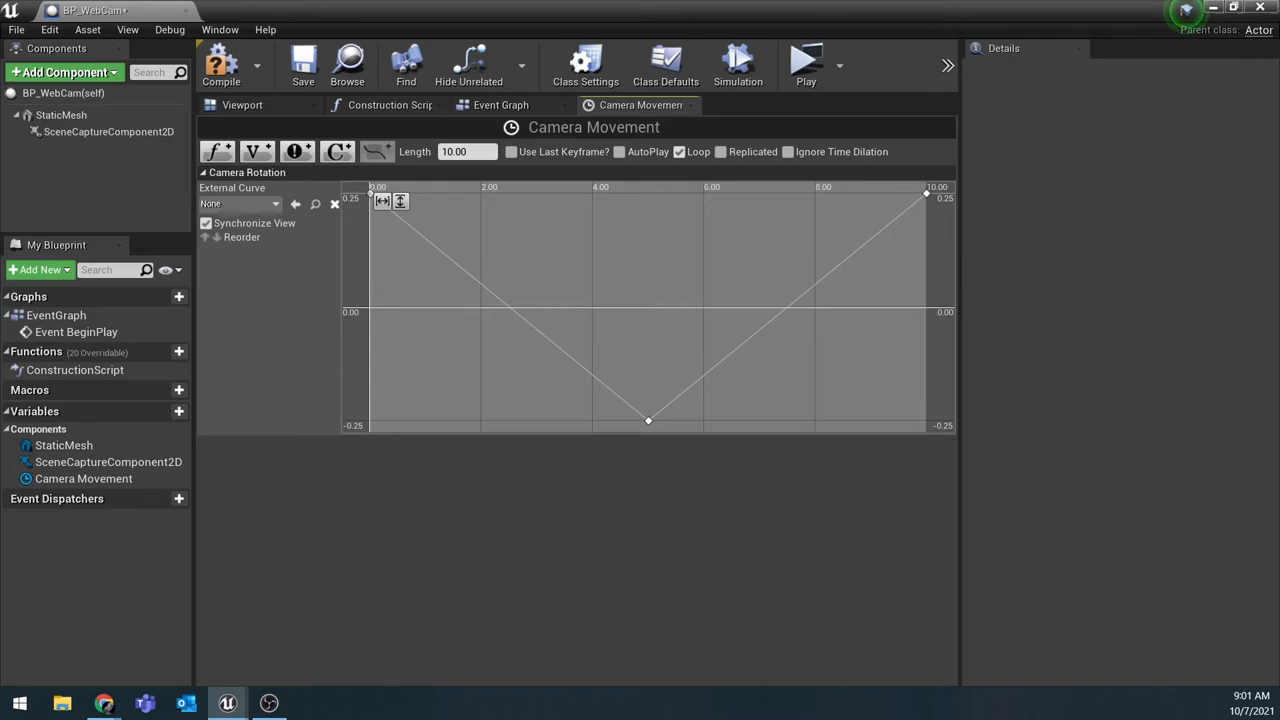 BP_WebCam*
File Edit Asset View Debug Window Help
Parent class: Actor
Components
Add Component Search
BP_WebCam(self)
StaticMesh
SceneCaptureComponent2D
Compile Save Browse Find Hide Unrelated Class Settings Class Defaults Simulation Play
Viewport Construction Scrip Event Graph Camera Movemen
Camera Movement
Length 10.00 Use Last Keyframe? AutoPlay Loop Replicated Ignore Time Dilation
Camera Rotation
External Curve
None
Synchronize View
Reorder
0.00 2.00 4.00 6.00 8.00 10.00
0.25 0.25
0.00 0.00
-0.25 -0.25
My Blueprint
Add New Search
Graphs
EventGraph
Event BeginPlay
Functions (20 Overridable)
ConstructionScript
Macros
Variables
Components
StaticMesh
SceneCaptureComponent2D
Camera Movement
Event Dispatchers
Details
9:01 AM
10/7/2021